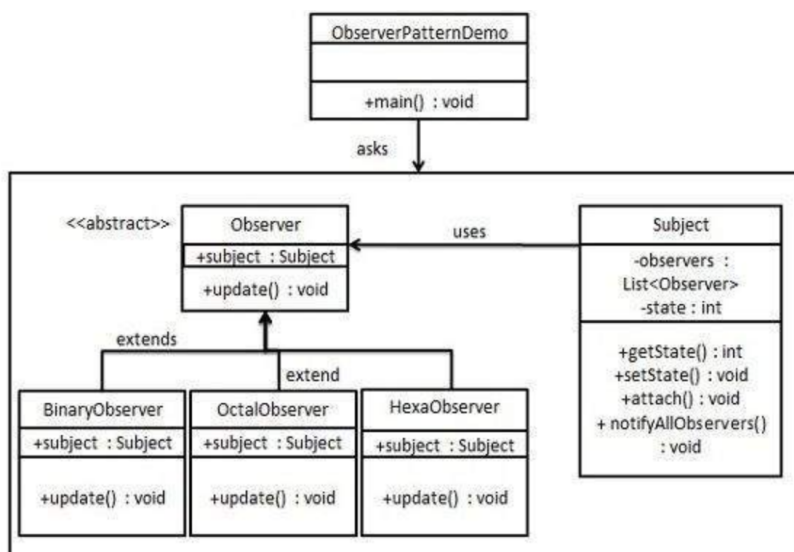 ObserverPatternDemo
+main() : void
asks
<<abstract>>
Observer
+subject : Subject
+update() : void
uses
Subject
-observers :
List<Observer>
-state : int
+getState() : int
+setState() : void
+attach() : void
+ notifyAllObservers()
: void
extends
extend
BinaryObserver
+subject : Subject
+update() : void
OctalObserver
+subject : Subject
+update() : void
HexaObserver
+subject : Subject
+update() : void